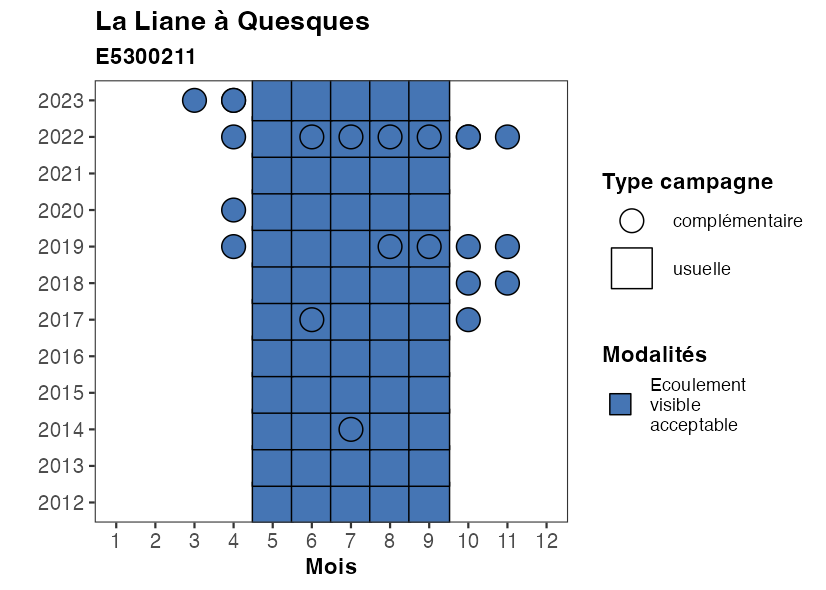 La Liane à Quesques
E5300211
2023
2022
2021
2020
2019
2018
2017
2016
2015
2014
2013
2012
1 2 3 4 5 6 7 8 9 10 11 12
Mois
Type campagne
complémentaire
usuelle
Modalités
Ecoulement
visible
acceptable